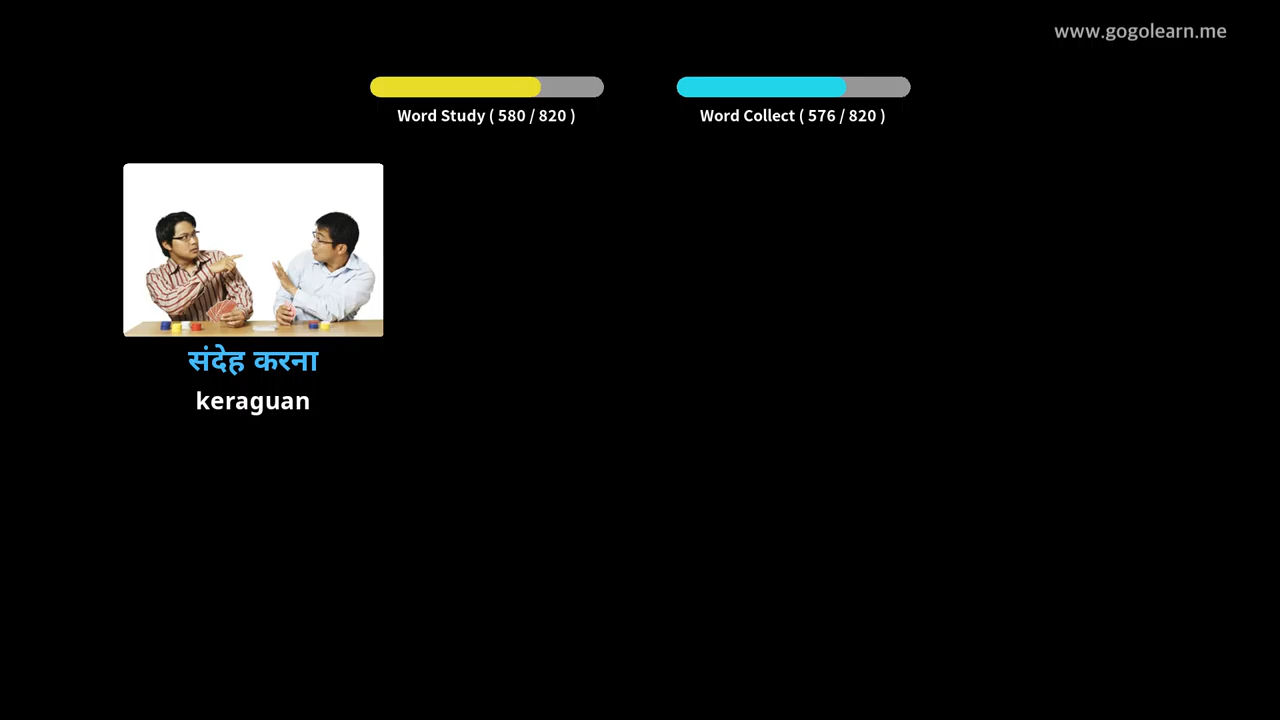 www.gogolearn.me
Word Study ( 580 / 820 )
Word Collect ( 576 / 820 )
संदेह करना
keraguan